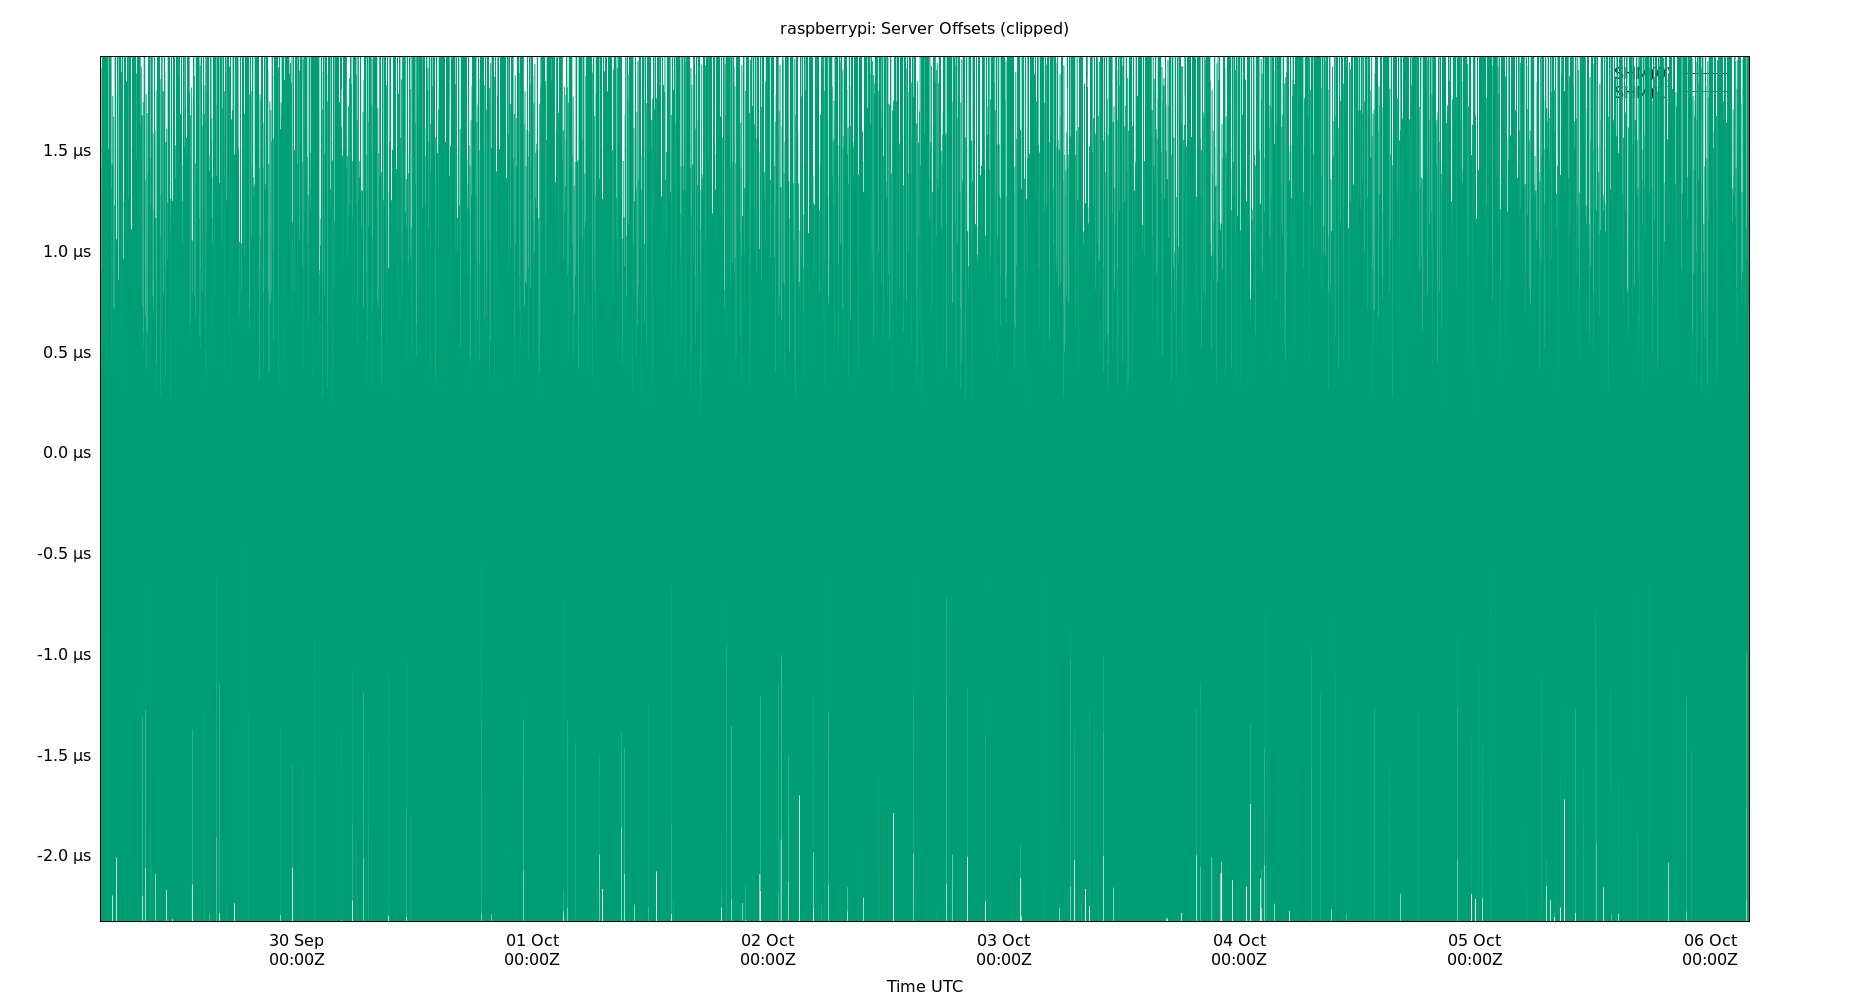 raspberrypi: Server Offsets (clipped)
1.5 µs
1.0 µs
0.5 µs
0.0 µs
-0.5 µs
-1.0 µs
-1.5 µs
-2.0 µs
30 Sep
00:00Z
01 Oct
00:00Z
02 Oct
00:00Z
03 Oct
00:00Z
04 Oct
00:00Z
05 Oct
00:00Z
06 Oct
00:00Z
Time UTC